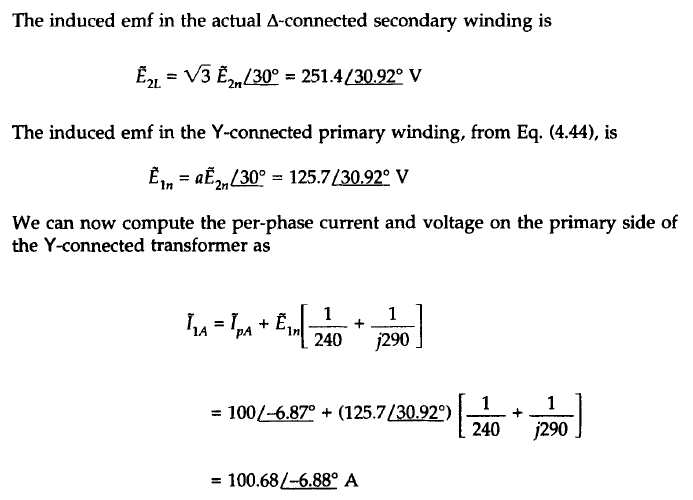 The induced emf in the actual Δ-connected secondary winding is
Ẽ₂L = √3 Ẽ₂n/30° = 251.4/30.92° V
The induced emf in the Y-connected primary winding, from Eq. (4.44), is
Ẽ₁n = aẼ₂n/30° = 125.7/30.92° V
We can now compute the per-phase current and voltage on the primary side of
the Y-connected transformer as
Ĩ₁A = ĨpA + Ẽ₁n[1/240 + 1/j290]
= 100/–6.87° + (125.7/30.92°) [1/240 + 1/j290]
= 100.68/–6.88° A